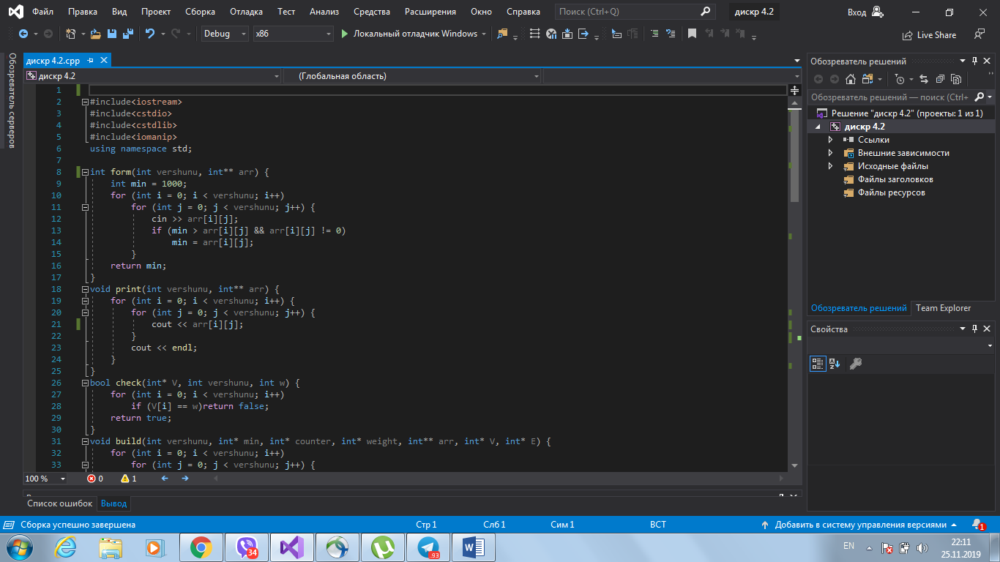 Файл Правка Вид Проект Сборка Отладка Тест Анализ Средства Расширения Окно Справка Поиск (Ctrl+Q) дискр 4.2 Вход
Debug x86 Локальный отладчик Windows Live Share
Обозреватель серверов
дискр 4.2.cpp
дискр 4.2 (Глобальная область)
1
2 #include<iostream>
3 #include<cstdio>
4 #include<cstdlib>
5 #include<iomanip>
6 using namespace std;
7
8 int form(int vershunu, int** arr) {
9 int min = 1000;
10 for (int i = 0; i < vershunu; i++)
11 for (int j = 0; j < vershunu; j++) {
12 cin >> arr[i][j];
13 if (min > arr[i][j] && arr[i][j] != 0)
14 min = arr[i][j];
15 }
16 return min;
17 }
18 void print(int vershunu, int** arr) {
19 for (int i = 0; i < vershunu; i++) {
20 for (int j = 0; j < vershunu; j++) {
21 cout << arr[i][j];
22 }
23 cout << endl;
24 }
25 }
26 bool check(int* V, int vershunu, int w) {
27 for (int i = 0; i < vershunu; i++)
28 if (V[i] == w)return false;
29 return true;
30 }
31 void build(int vershunu, int* min, int* counter, int* weight, int** arr, int* V, int* E) {
32 for (int i = 0; i < vershunu; i++)
33 for (int j = 0; j < vershunu; j++) {
100 % 0 1
Список ошибок Вывод
Обозреватель решений
Обозреватель решений — поиск (Ctrl+
Решение "дискр 4.2" (проекты: 1 из 1)
дискр 4.2
Ссылки
Внешние зависимости
Исходные файлы
Файлы заголовков
Файлы ресурсов
Обозреватель решений Team Explorer
Свойства
Сборка успешно завершена Стр 1 Слб 1 Сим 1 ВСТ Добавить в систему управления версиями 1
34 93 EN 22:11
25.11.2019